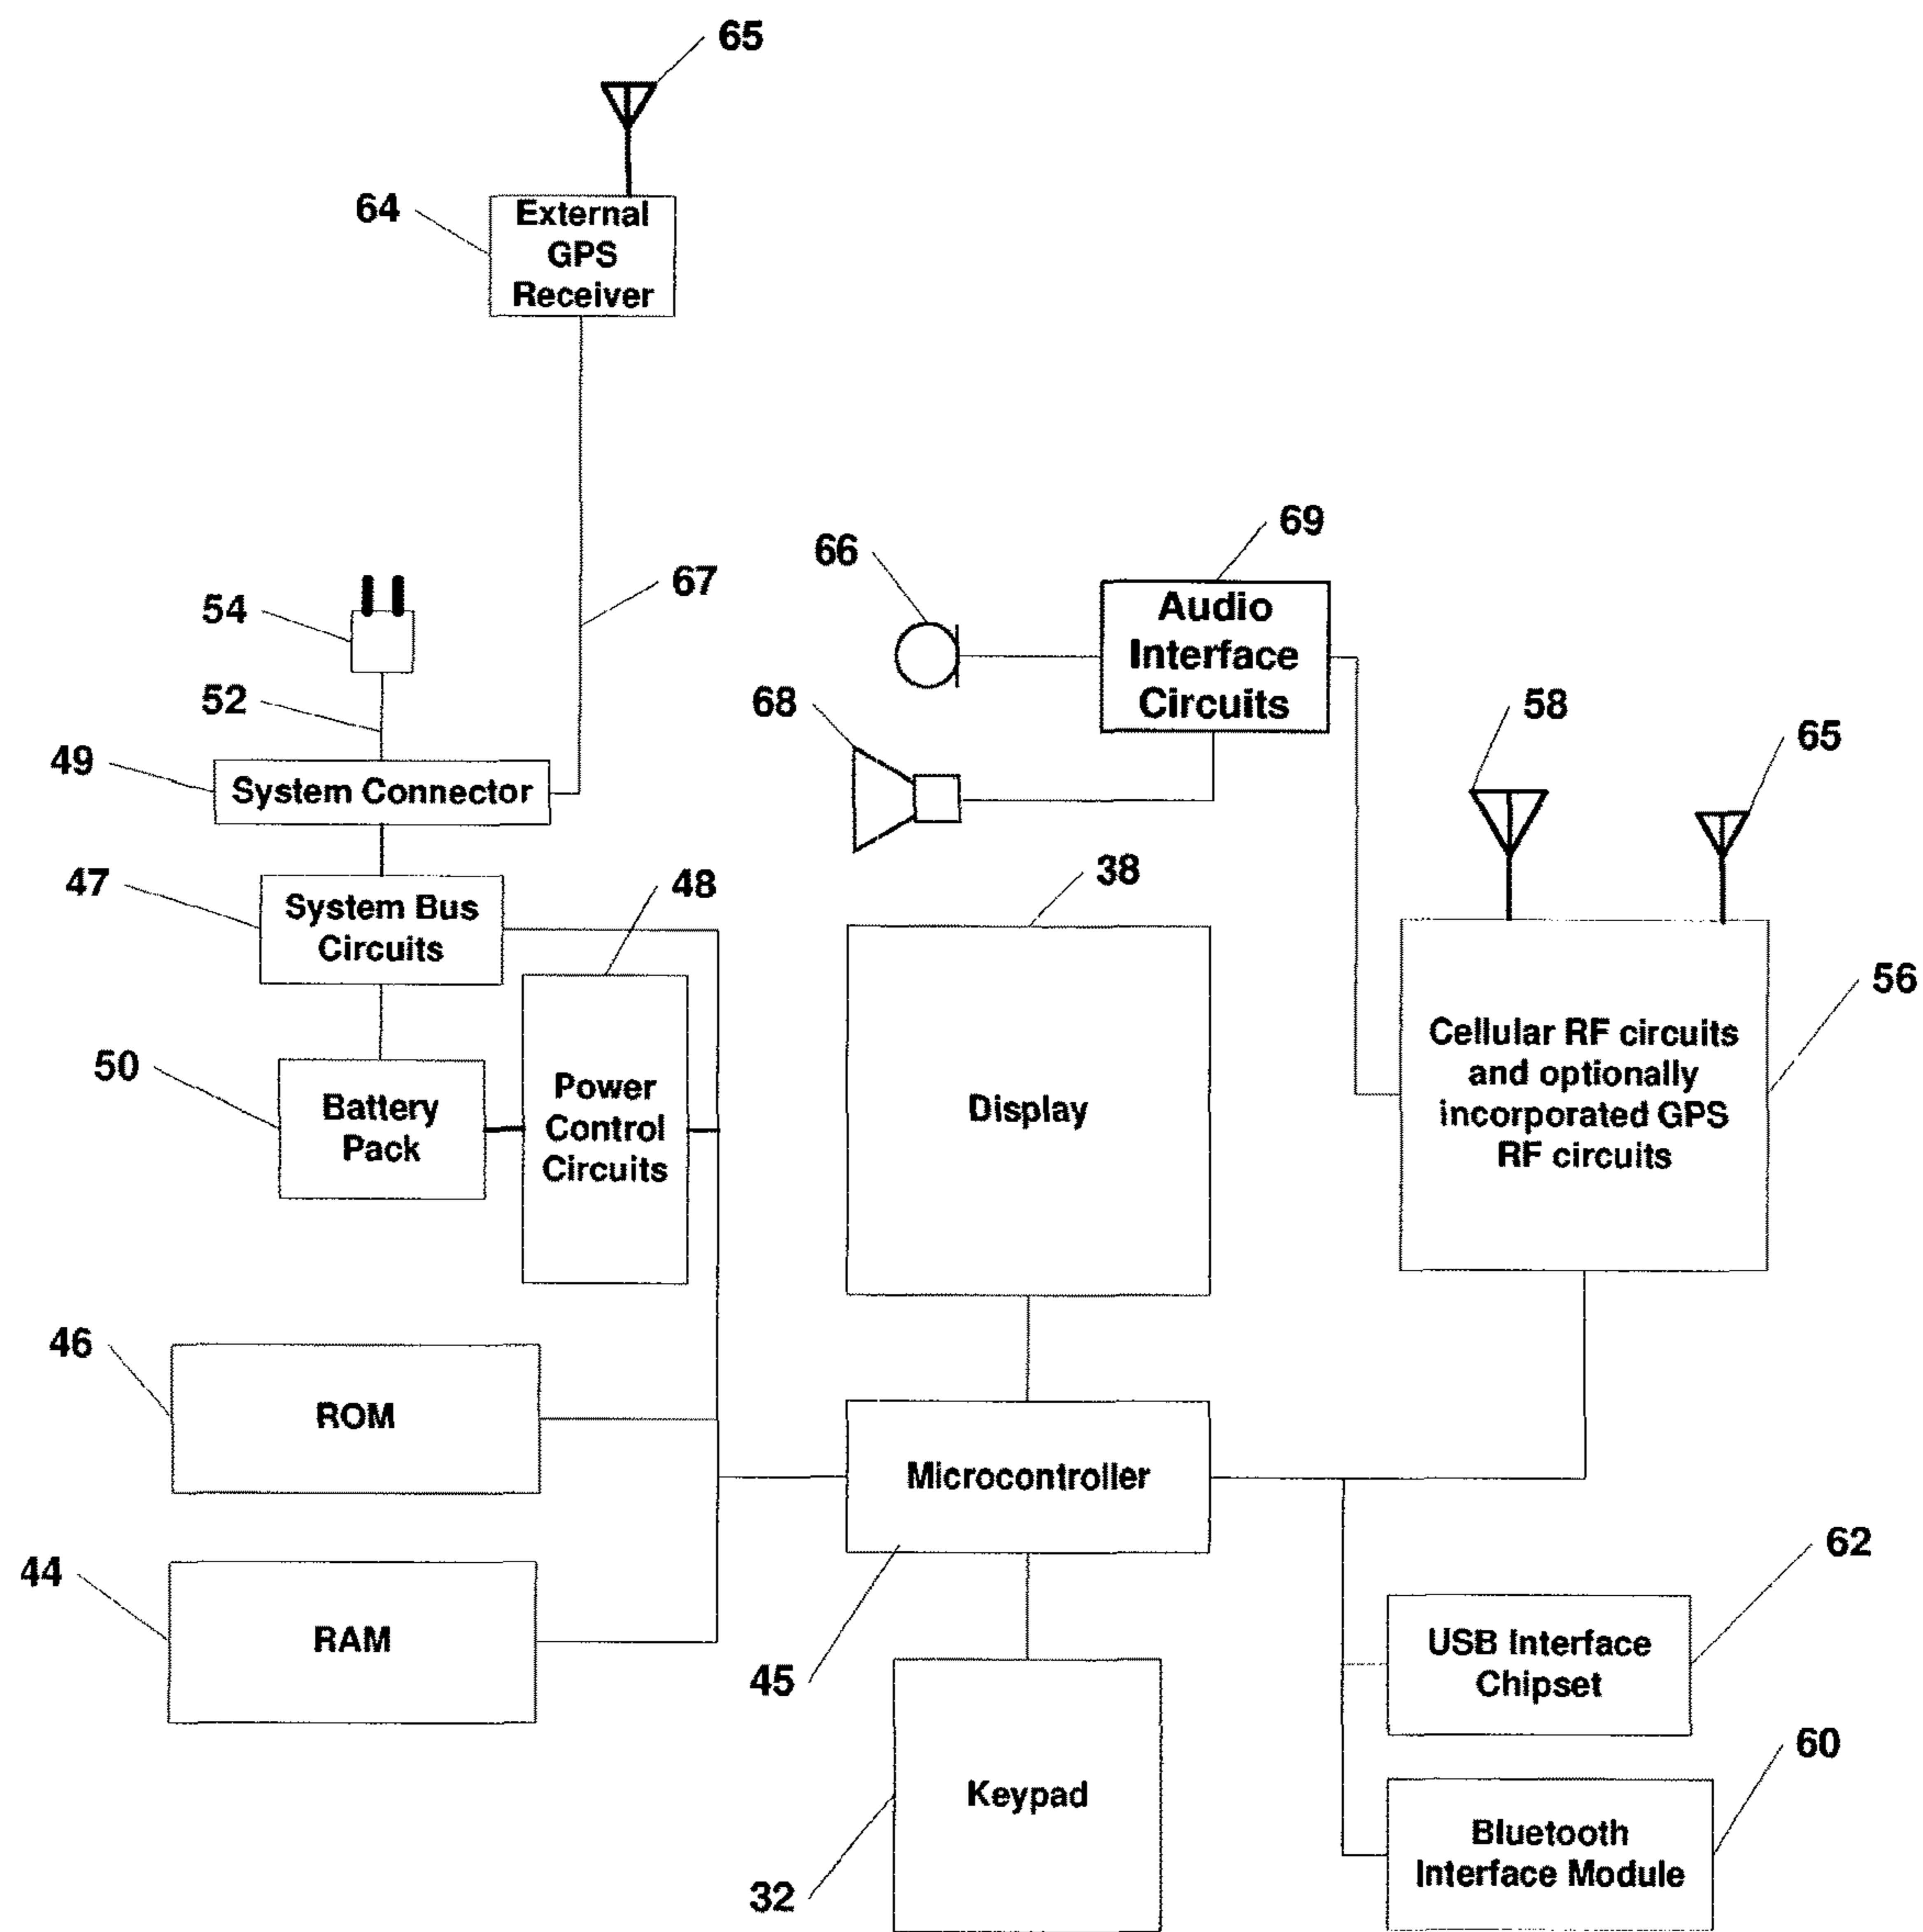 65
64
External
GPS
Receiver
69
66
67
54
Audio
Interface
Circuits
52
68
58
65
49
System Connector
47
System Bus
Circuits
48
38
56
Cellular RF circuits
and optionally
incorporated GPS
RF circuits
50
Battery
Pack
Power
Control
Circuits
Display
46
ROM
Microcontroller
44
RAM
45
62
USB Interface
Chipset
60
Keypad
Bluetooth
Interface Module
32